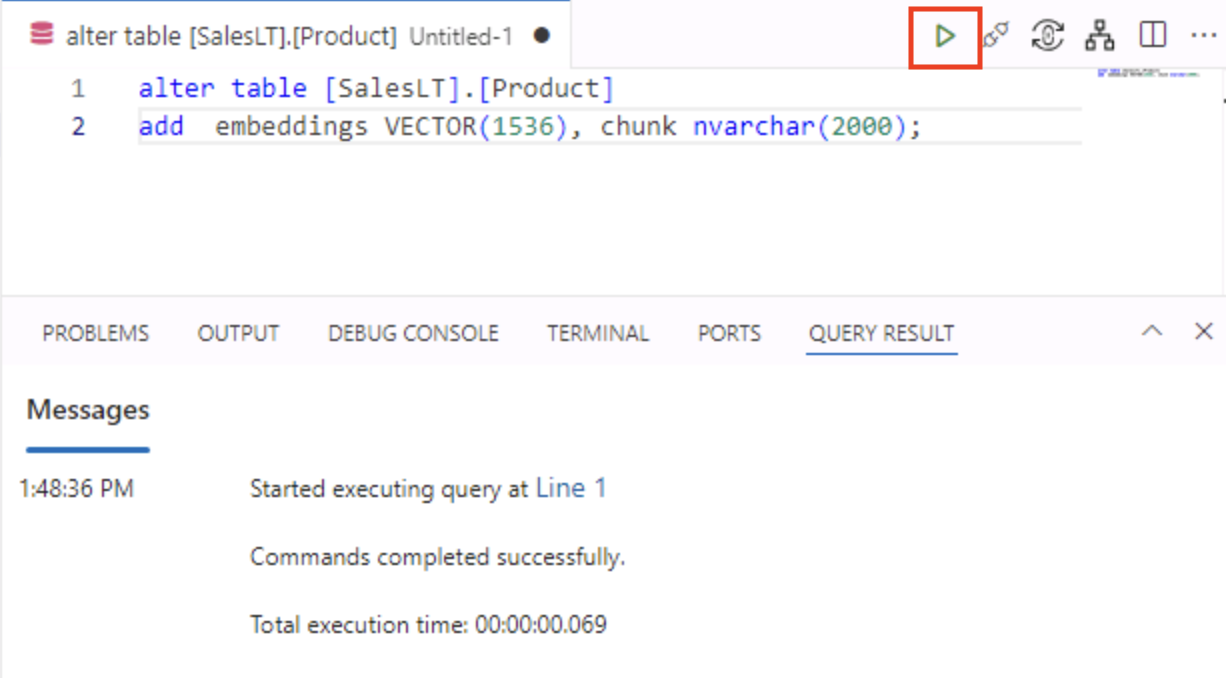 alter table [SalesLT].[Product] Untitled-1
1 alter table [SalesLT].[Product]
2 add  embeddings VECTOR(1536), chunk nvarchar(2000);
PROBLEMS OUTPUT DEBUG CONSOLE TERMINAL PORTS QUERY RESULT
Messages
1:48:36 PM Started executing query at Line 1
Commands completed successfully.
Total execution time: 00:00:00.069